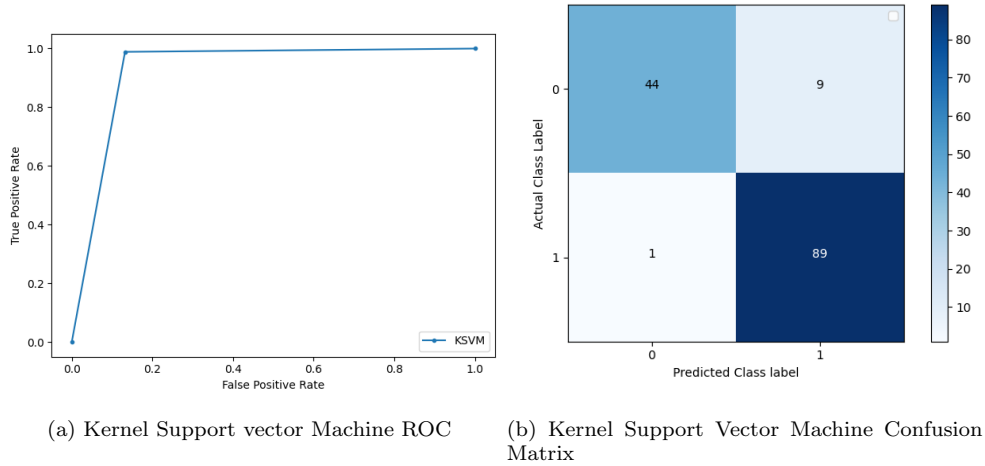 1.0
0.8
0.6
0.4
0.2
0.0
True Positive Rate
KSVM
0.0 0.2 0.4 0.6 0.8 1.0
False Positive Rate
(a) Kernel Support vector Machine ROC
44 9
1 89
0
1
Actual Class Label
0 1
Predicted Class label
80
70
60
50
40
30
20
10
(b) Kernel Support Vector Machine Confusion
Matrix